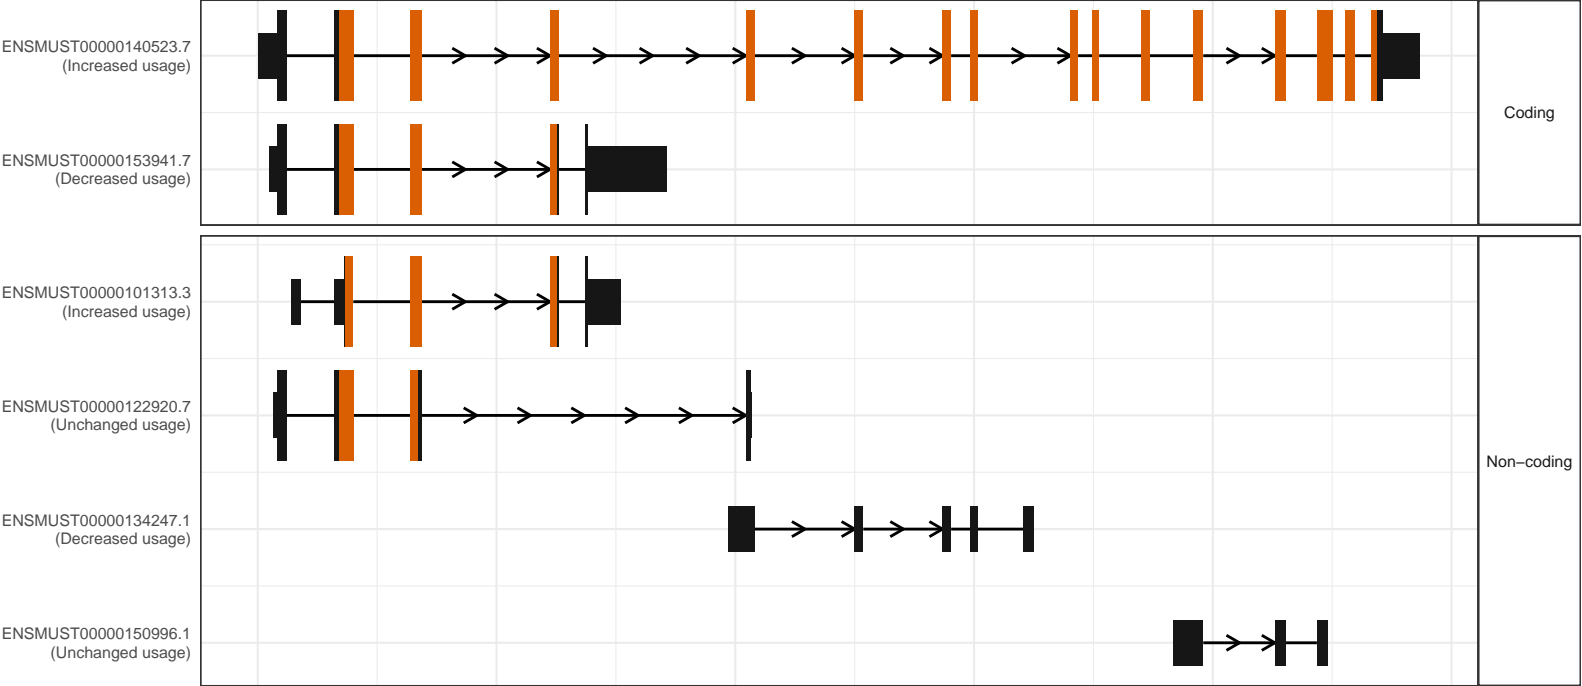 ENSMUST00000140523.7
(Increased usage)
ENSMUST00000153941.7
(Decreased usage)
Coding
ENSMUST00000101313.3
(Increased usage)
ENSMUST00000122920.7
(Unchanged usage)
Non−coding
ENSMUST00000134247.1
(Decreased usage)
ENSMUST00000150996.1
(Unchanged usage)